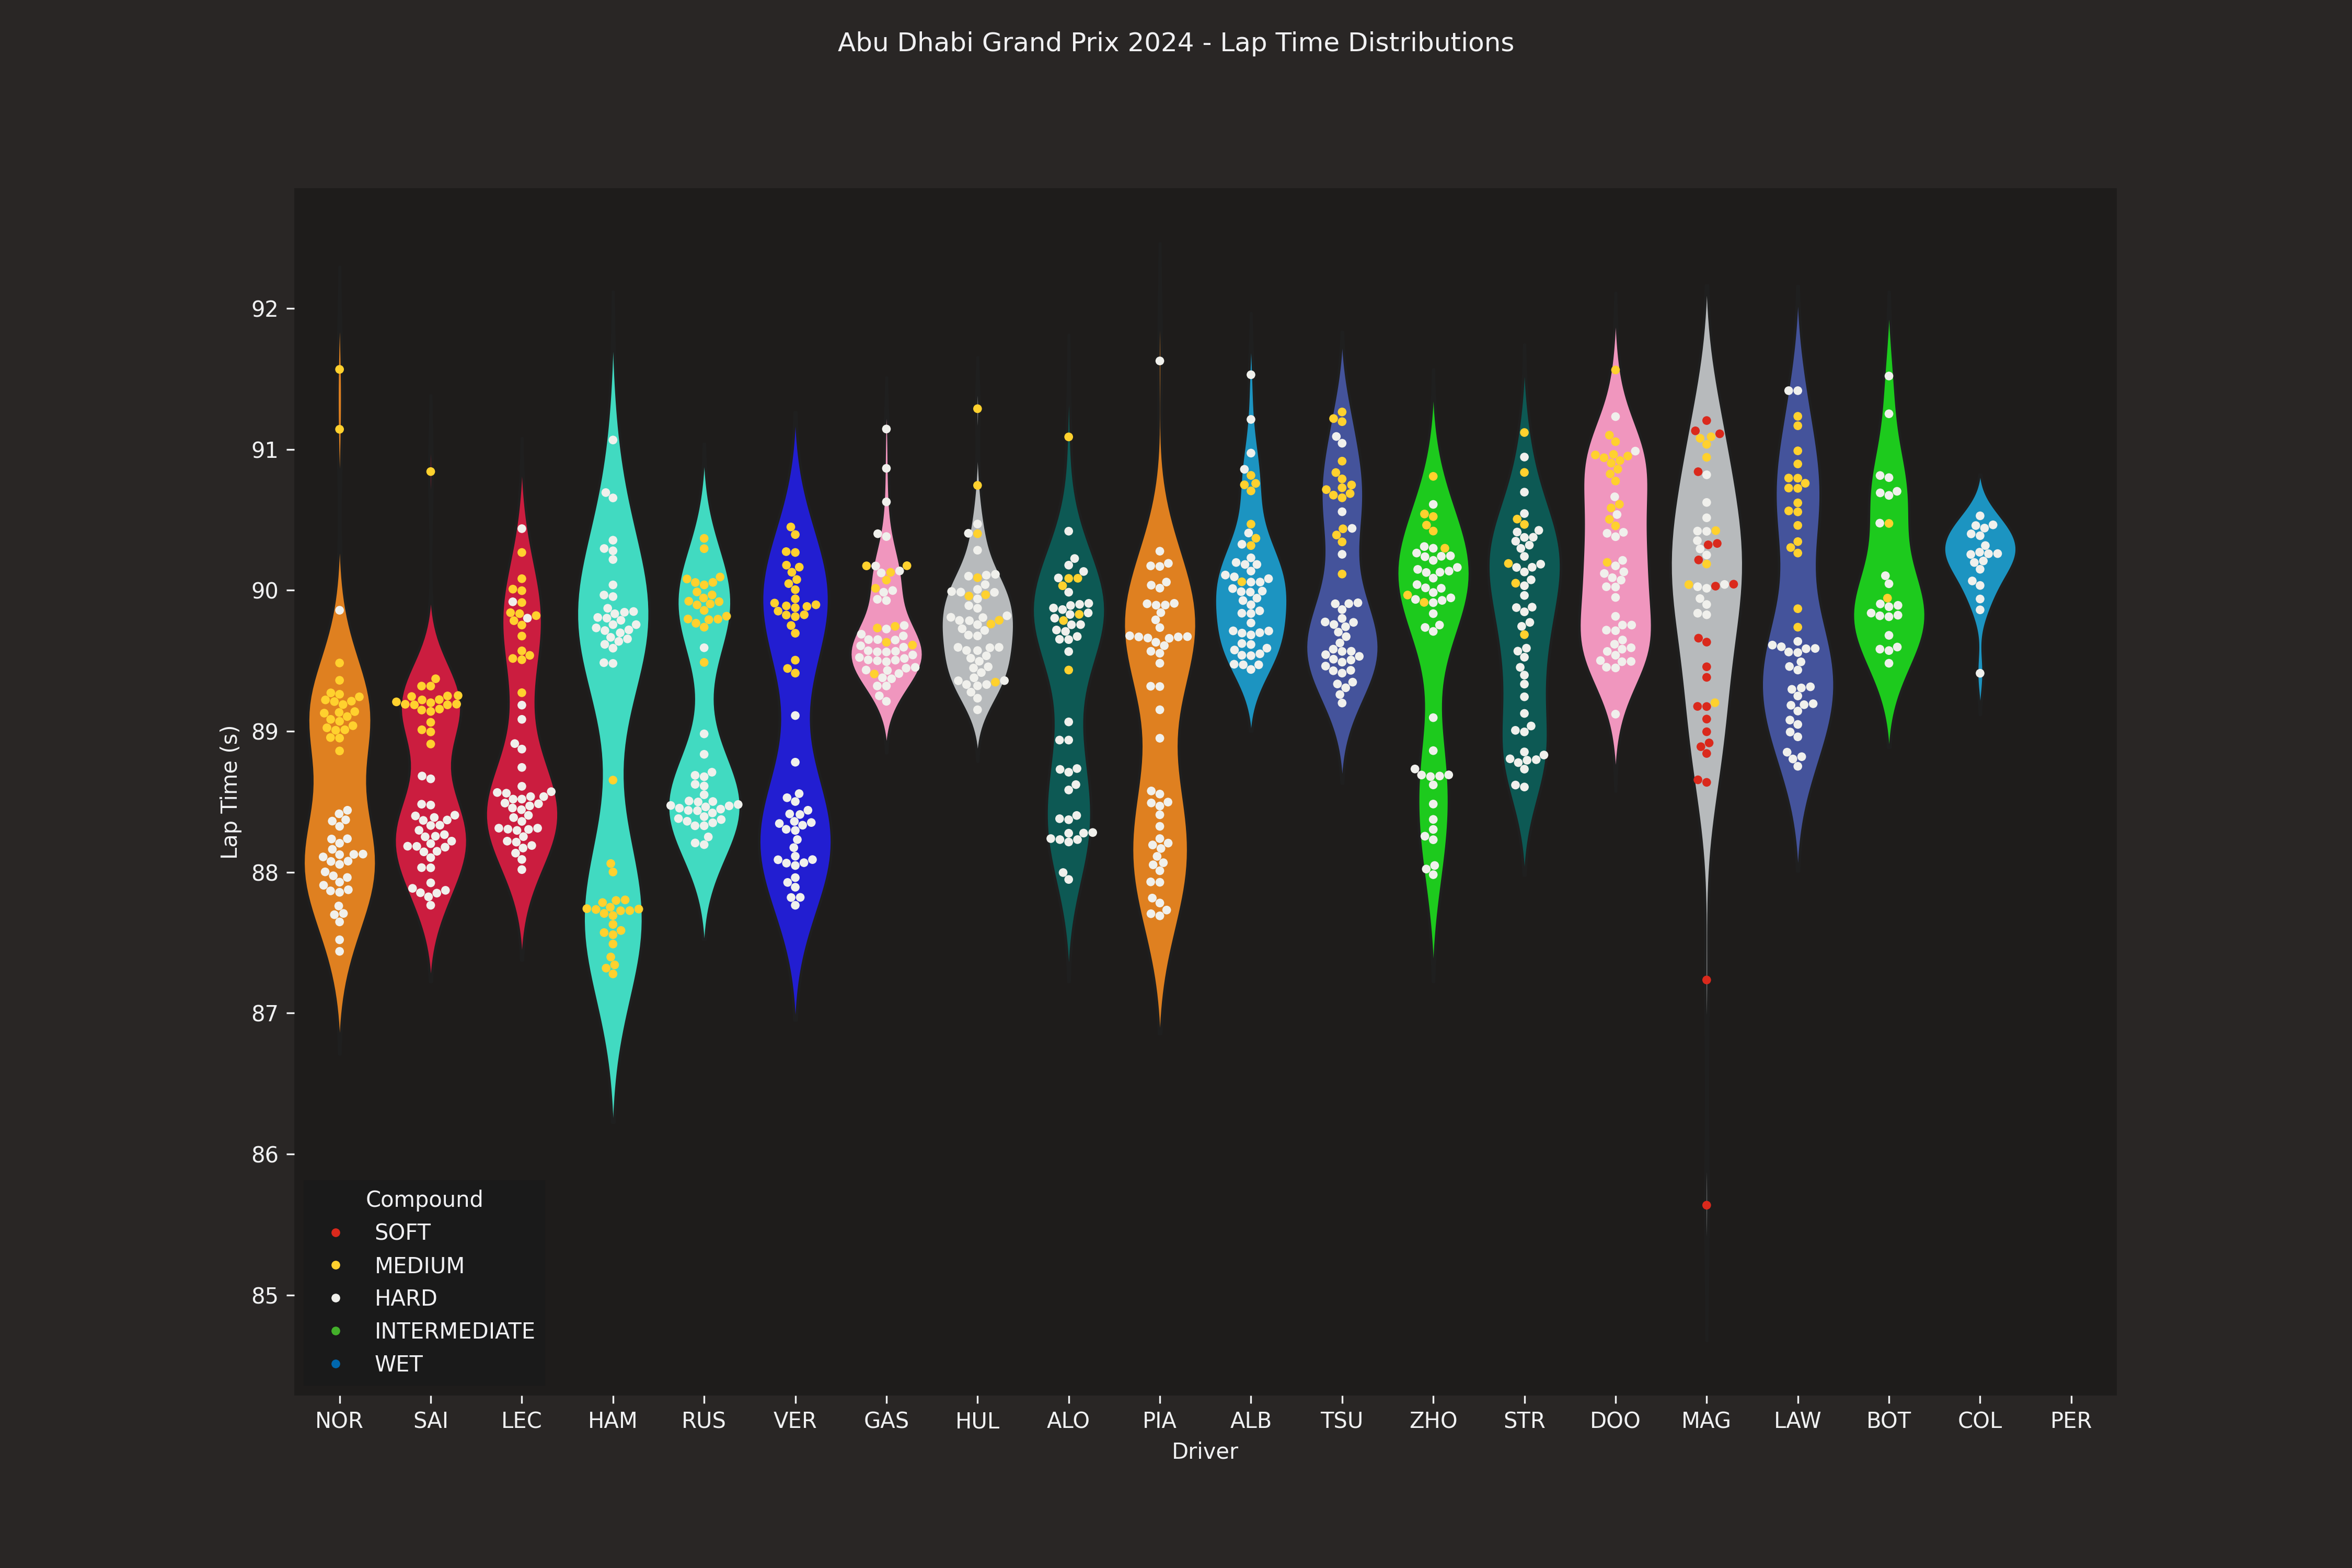 Abu Dhabi Grand Prix 2024 - Lap Time Distributions
Lap Time (s)
92
91
90
89
88
87
86
85
Compound
SOFT
MEDIUM
HARD
INTERMEDIATE
WET
NOR SAI LEC HAM RUS VER GAS HUL ALO PIA ALB TSU ZHO STR DOO MAG LAW BOT COL PER
Driver